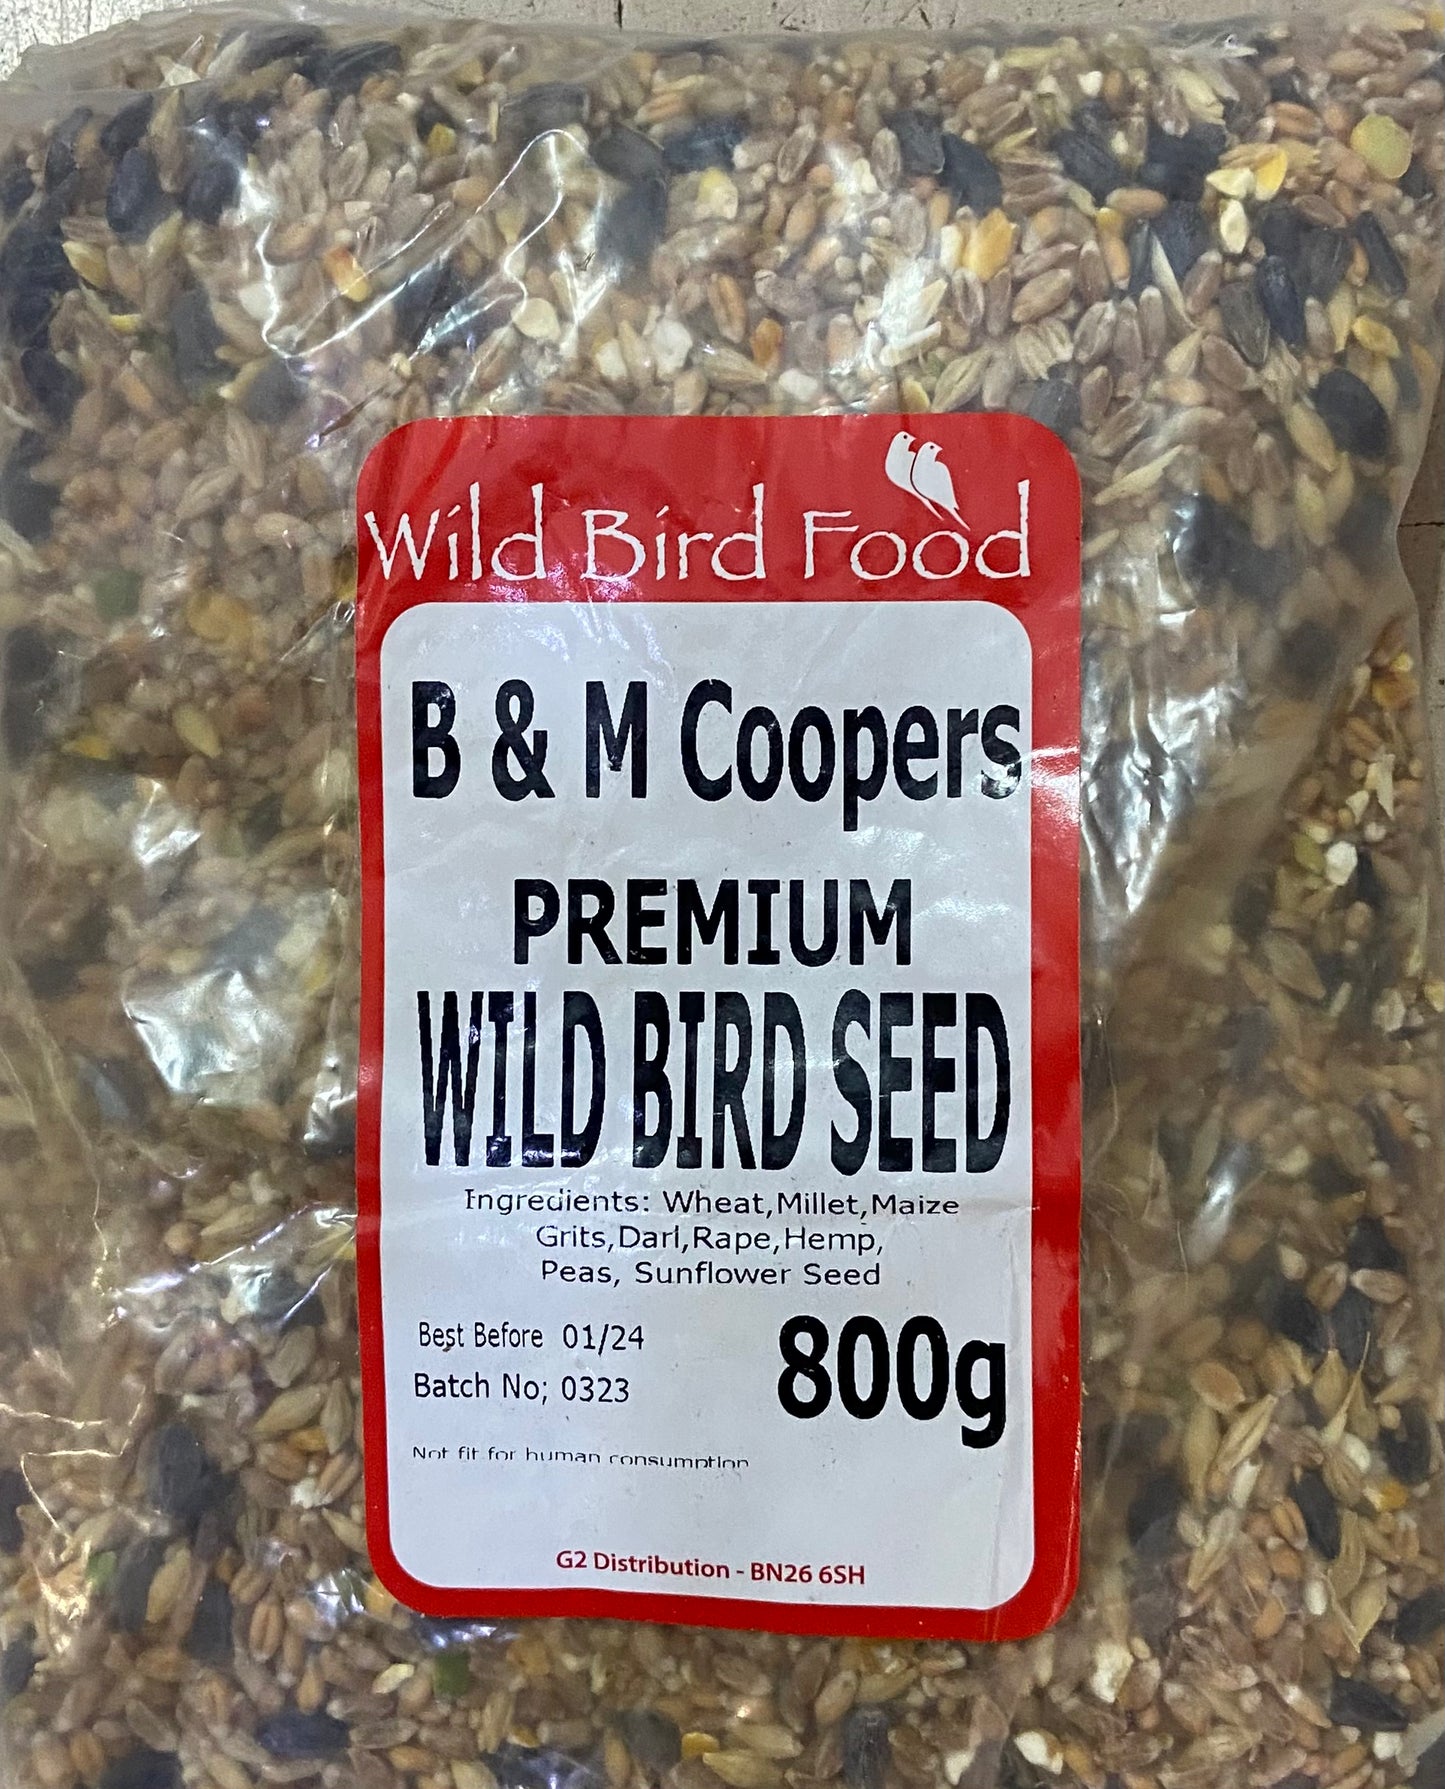 Wild Bird Food
B & M Coopers
PREMIUM
WILD BIRD SEED
Ingredients: Wheat,Millet,Maize
Grits,Dari,Rape,Hemp,
Peas, Sunflower Seed
Best Before 01/24
800g
Batch No; 0323
Not fit for human consumption
G2 Distribution - BN26 6SH